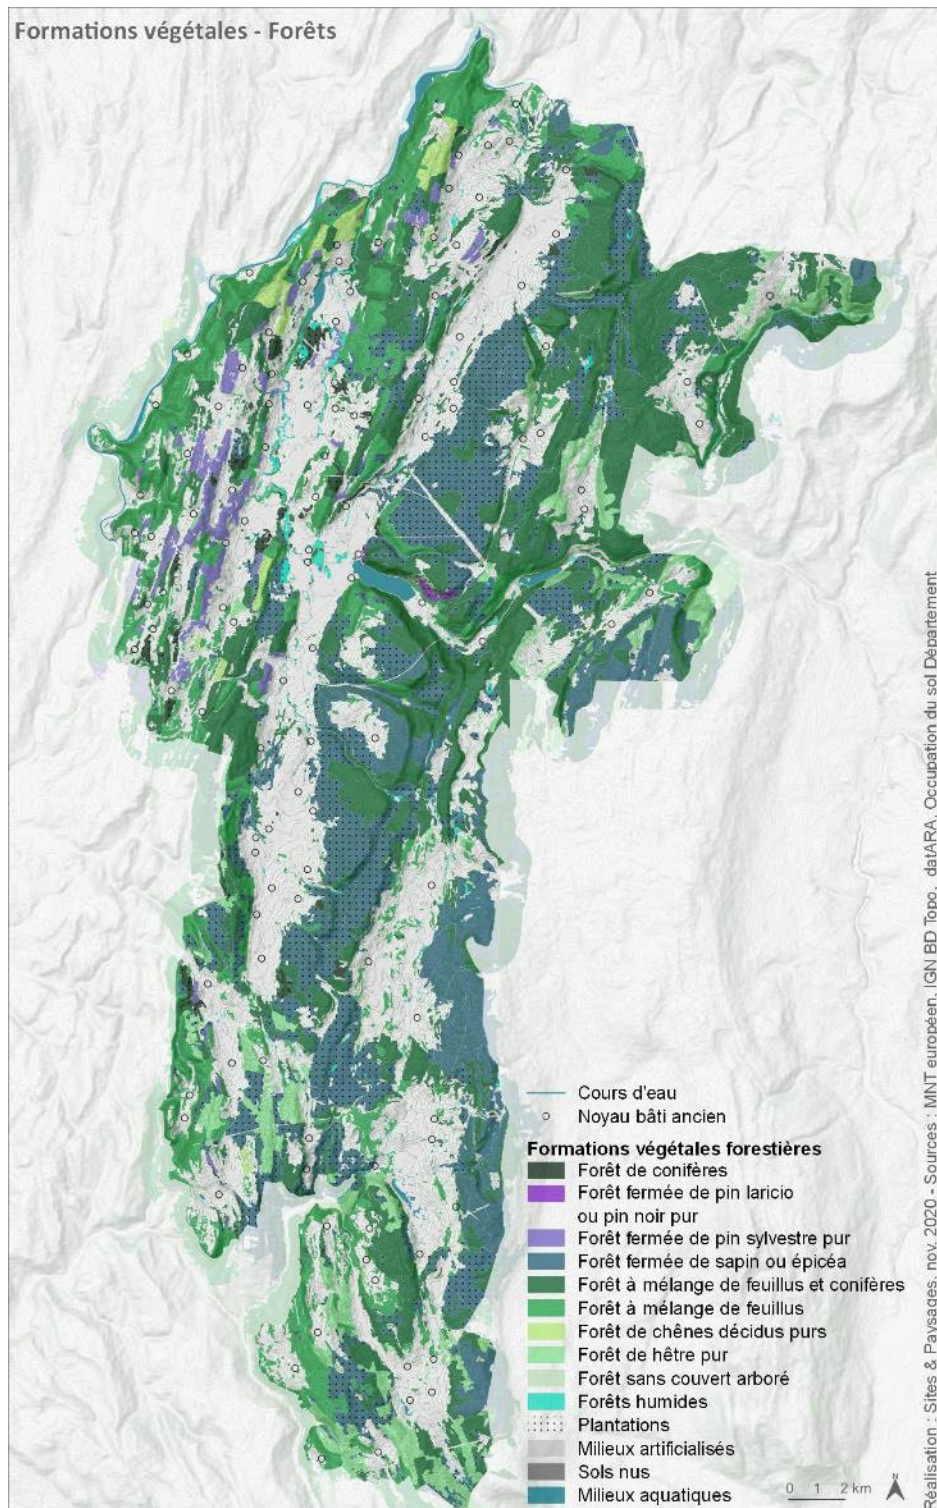 Formations végétales - Forêts
Cours d'eau
Noyau bâti ancien
Formations végétales forestières
Forêt de conifères
Forêt fermée de pin laricio
ou pin noir pur
Forêt fermée de pin sylvestre pur
Forêt fermée de sapin ou épicéa
Forêt à mélange de feuillus et conifères
Forêt à mélange de feuillus
Forêt de chênes décidus purs
Forêt de hêtre pur
Forêt sans couvert arboré
Forêts humides
Plantations
Milieux artificialisés
Sols nus
Milieux aquatiques
0 1 2 km
N
Réalisation : Sites & Paysages, nov. 2020 - Sources : MNT européen, IGN BD Topo, datARA, Occupation du sol Département